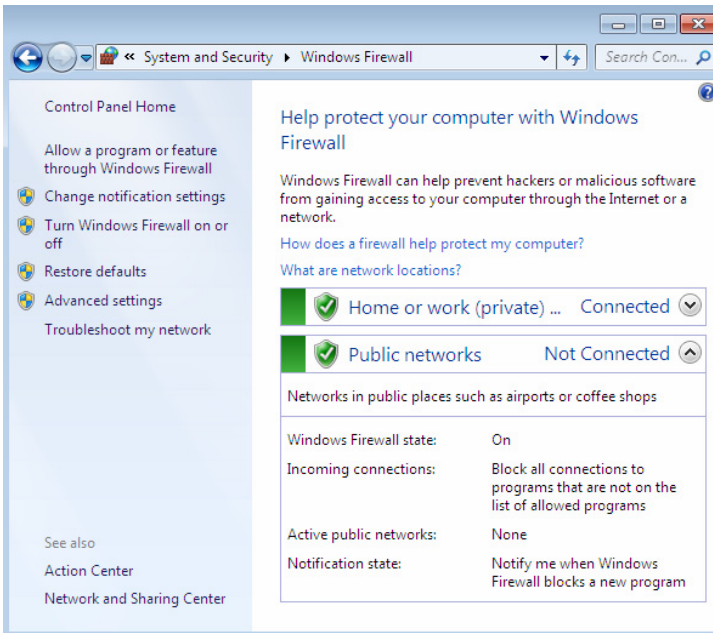 « System and Security ▸ Windows Firewall
Search Con...
Control Panel Home
Allow a program or feature
through Windows Firewall
Change notification settings
Turn Windows Firewall on or
off
Restore defaults
Advanced settings
Troubleshoot my network
See also
Action Center
Network and Sharing Center
Help protect your computer with Windows
Firewall
Windows Firewall can help prevent hackers or malicious software
from gaining access to your computer through the Internet or a
network.
How does a firewall help protect my computer?
What are network locations?
Home or work (private) ... Connected
Public networks Not Connected
Networks in public places such as airports or coffee shops
Windows Firewall state: On
Incoming connections: Block all connections to
programs that are not on the
list of allowed programs
Active public networks: None
Notification state: Notify me when Windows
Firewall blocks a new program